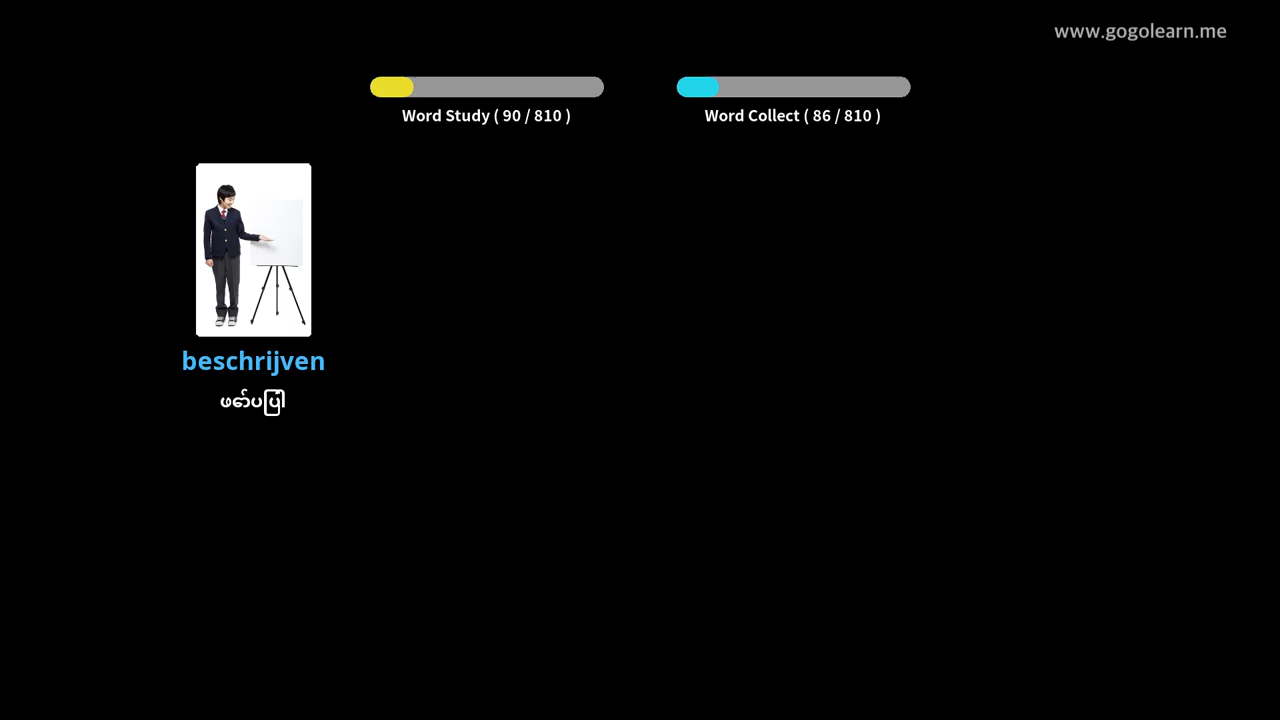 www.gogolearn.me
Word Study ( 90 / 810 )
Word Collect ( 86 / 810 )
beschrijven
ဖော်ပပြါ